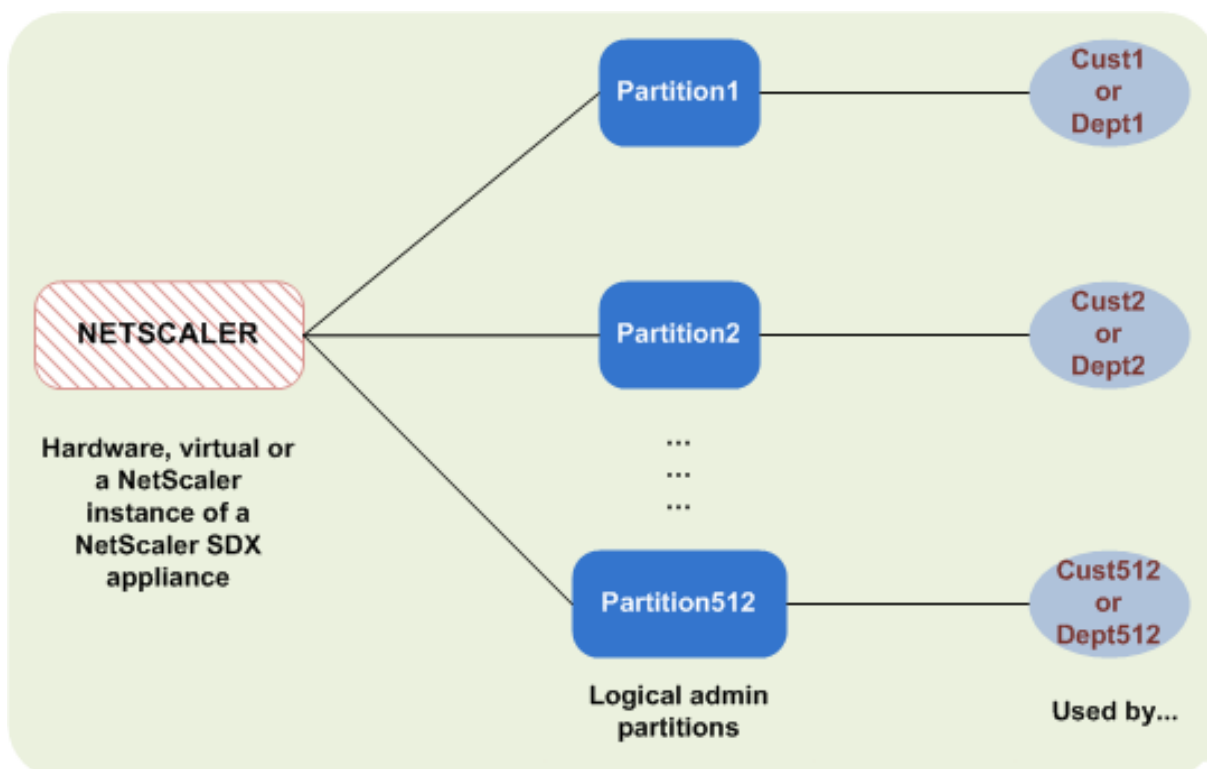 Partition1
Cust1
or
Dept1
NETSCALER
Partition2
Cust2
or
Dept2
Hardware, virtual or
a NetScaler
instance of a
NetScaler SDX
appliance
...
...
...
Partition512
Cust512
or
Dept512
Logical admin
partitions
Used by...